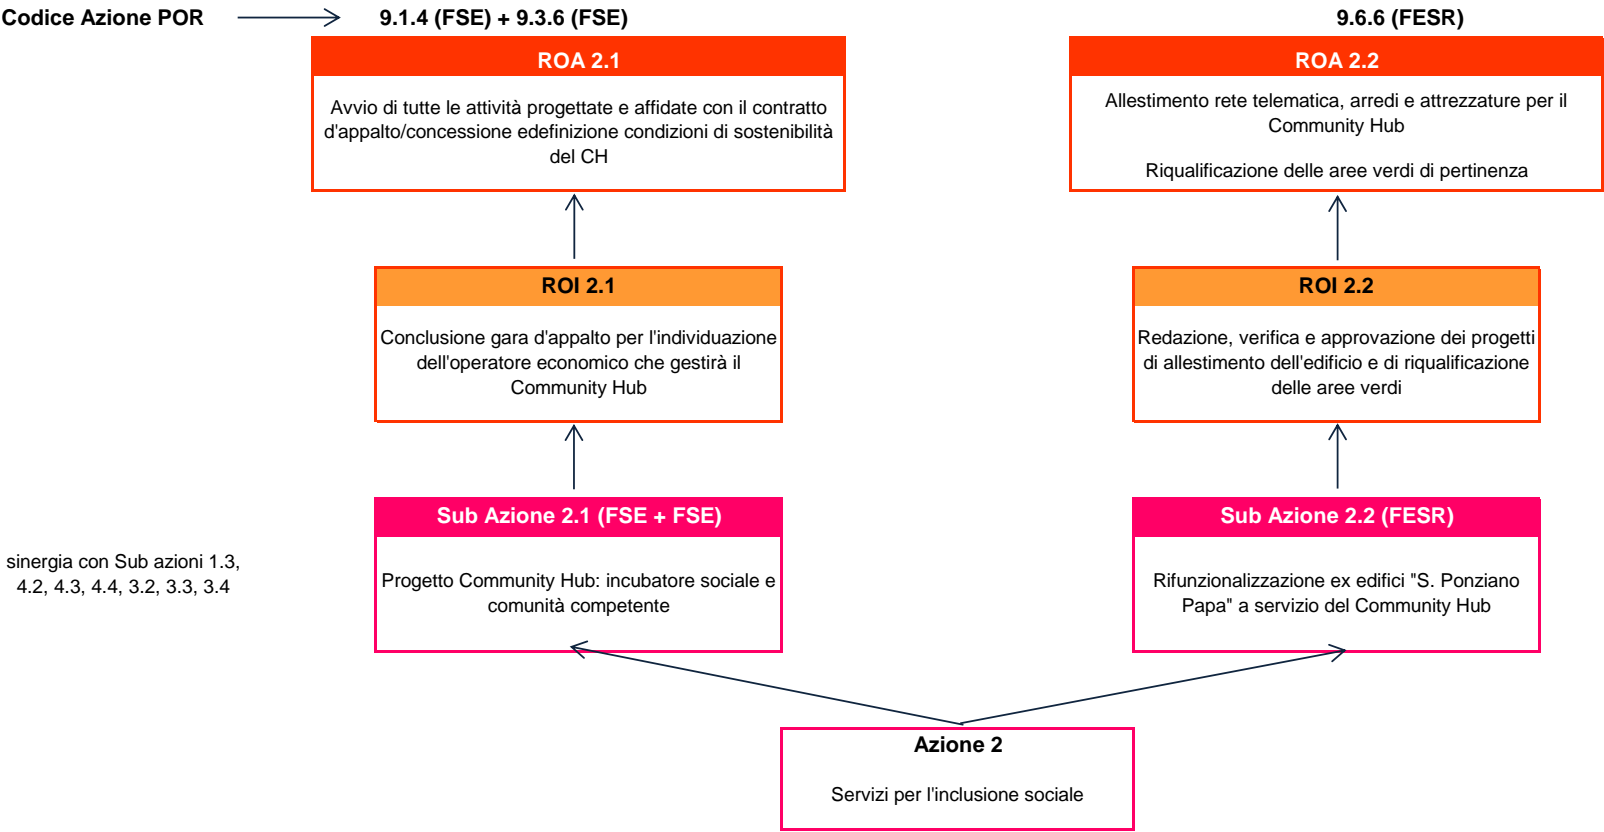 Codice Azione POR
9.1.4 (FSE) + 9.3.6 (FSE)
9.6.6 (FESR)
ROA 2.1
Avvio di tutte le attività progettate e affidate con il contratto
d'appalto/concessione edefinizione condizioni di sostenibilità
del CH
ROA 2.2
Allestimento rete telematica, arredi e attrezzature per il
Community Hub
Riqualificazione delle aree verdi di pertinenza
ROI 2.1
Conclusione gara d'appalto per l'individuazione
dell'operatore economico che gestirà il
Community Hub
ROI 2.2
Redazione, verifica e approvazione dei progetti
di allestimento dell'edificio e di riqualificazione
delle aree verdi
sinergia con Sub azioni 1.3,
4.2, 4.3, 4.4, 3.2, 3.3, 3.4
Sub Azione 2.1 (FSE + FSE)
Progetto Community Hub: incubatore sociale e
comunità competente
Sub Azione 2.2 (FESR)
Rifunzionalizzazione ex edifici "S. Ponziano
Papa" a servizio del Community Hub
Azione 2
Servizi per l'inclusione sociale